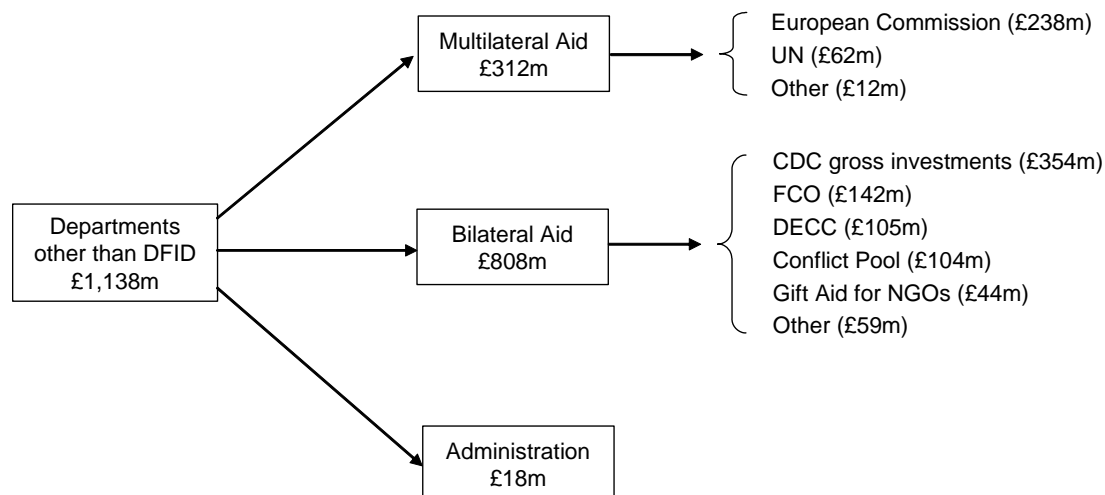 Departments
other than DFID
£1,138m
Multilateral Aid
£312m
European Commission (£238m)
UN (£62m)
Other (£12m)
Bilateral Aid
£808m
CDC gross investments (£354m)
FCO (£142m)
DECC (£105m)
Conflict Pool (£104m)
Gift Aid for NGOs (£44m)
Other (£59m)
Administration
£18m